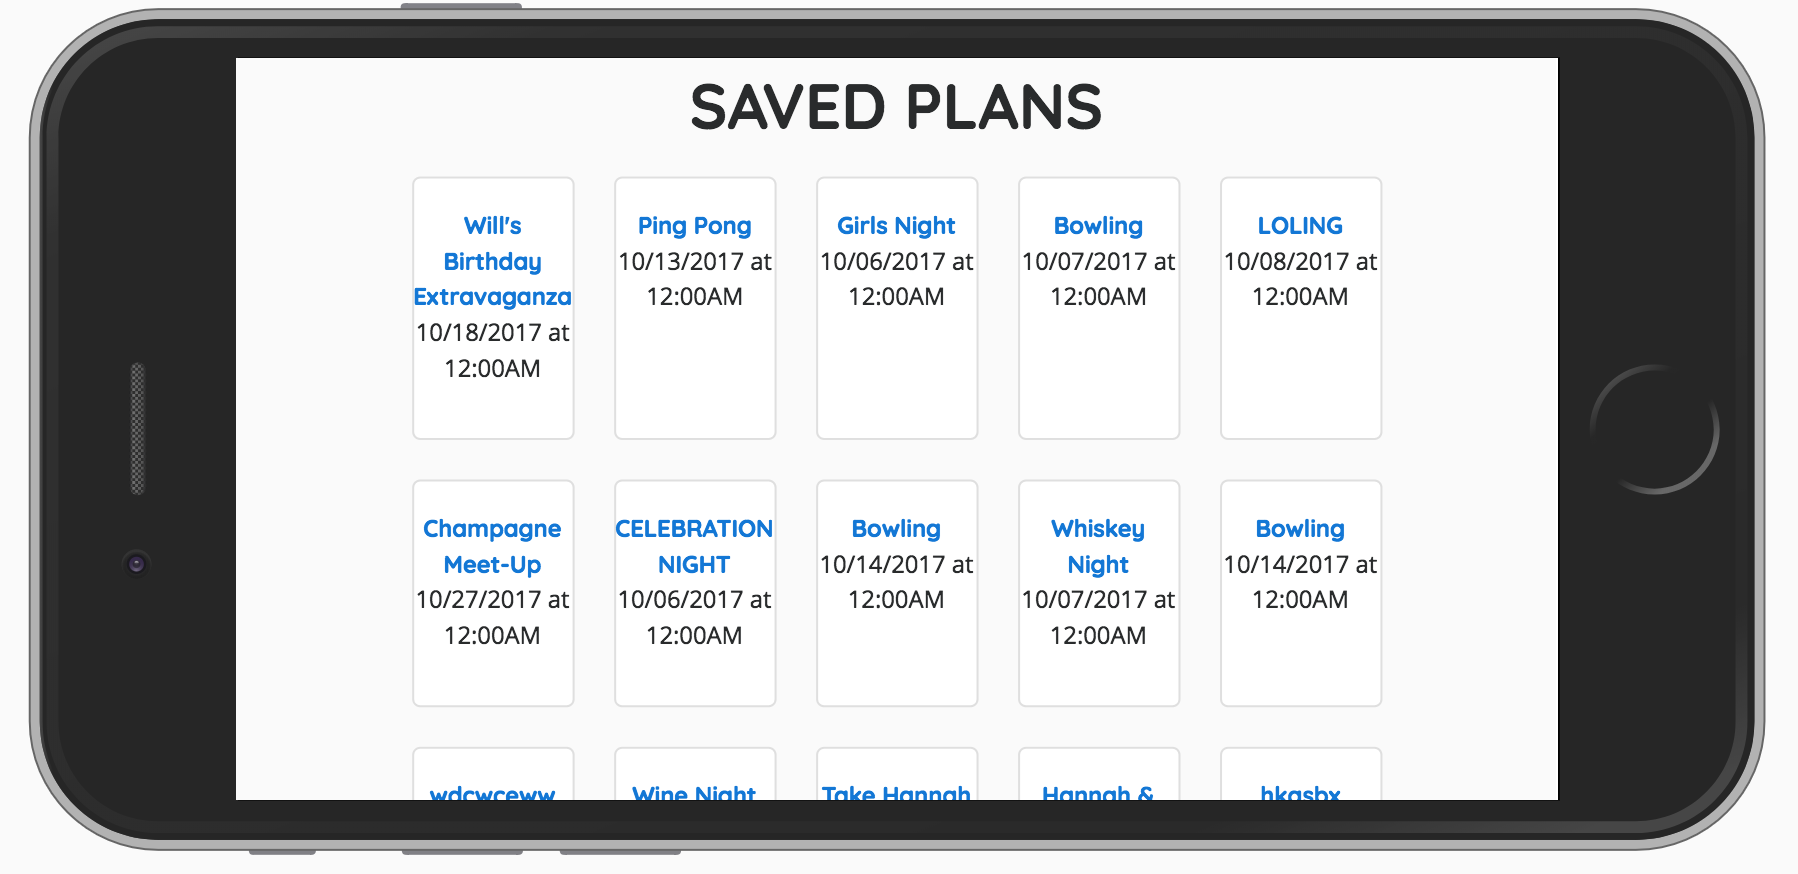 SAVED PLANS
Will's
Birthday
Extravaganza
10/18/2017 at
12:00AM
Ping Pong
10/13/2017 at
12:00AM
Girls Night
10/06/2017 at
12:00AM
Bowling
10/07/2017 at
12:00AM
LOLING
10/08/2017 at
12:00AM
Champagne
Meet-Up
10/27/2017 at
12:00AM
CELEBRATION
NIGHT
10/06/2017 at
12:00AM
Bowling
10/14/2017 at
12:00AM
Whiskey
Night
10/07/2017 at
12:00AM
Bowling
10/14/2017 at
12:00AM
wdcwceww
Wine Night
Take Hannah
Hannah &
hkasbx